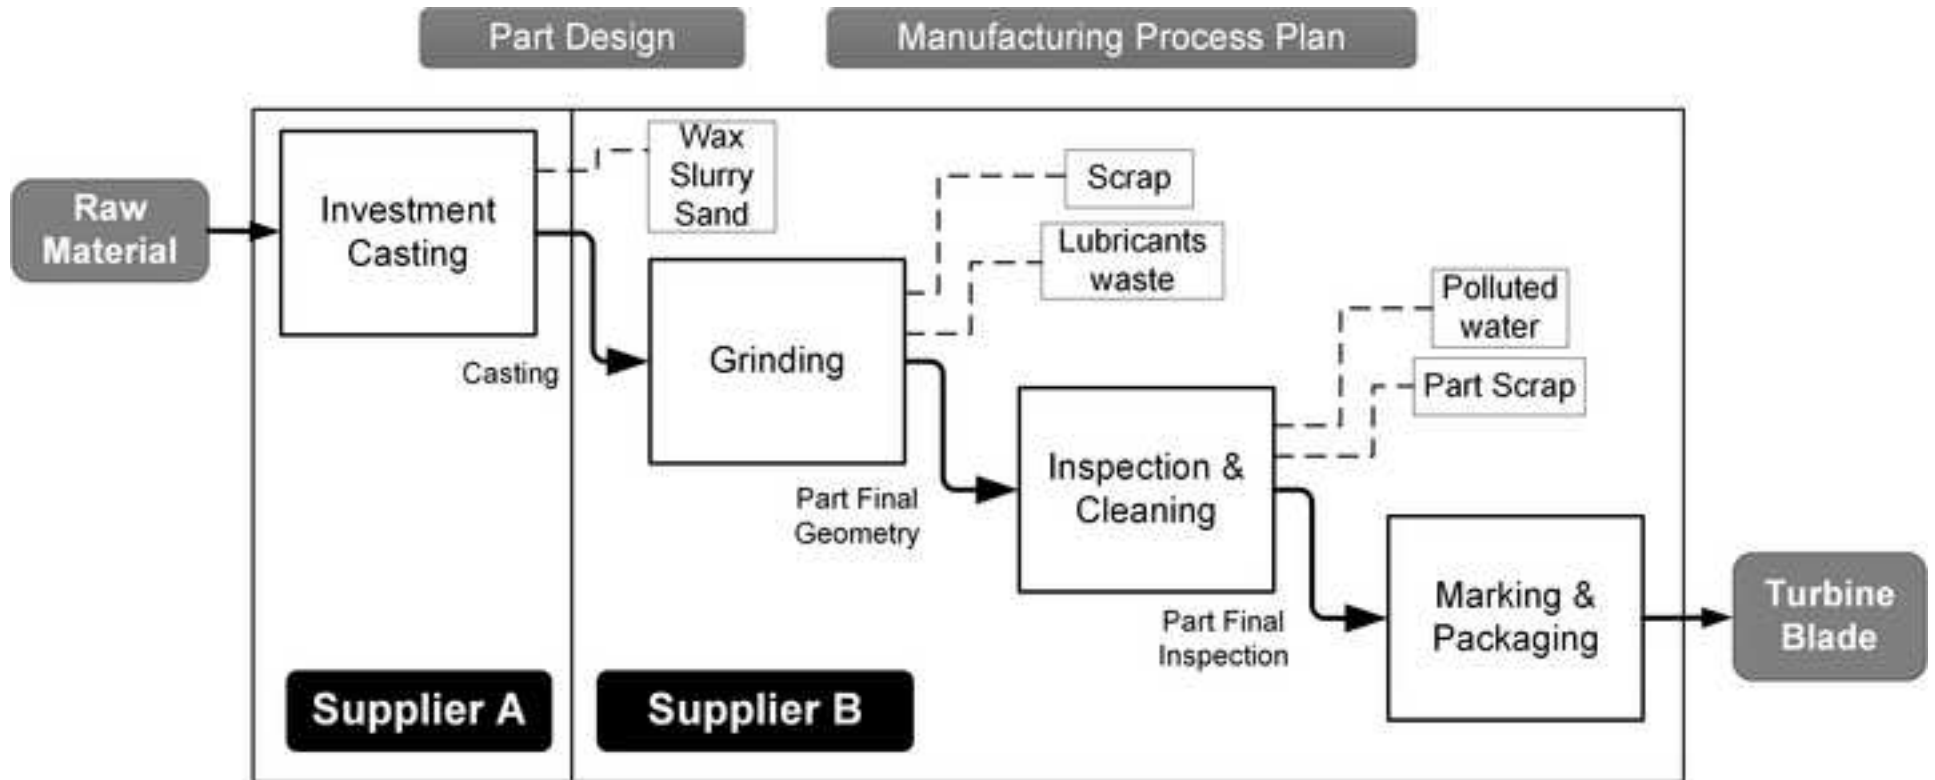 Part Design
Manufacturing Process Plan
Raw
Material
Investment
Casting
Wax
Slurry
Sand
Casting
Grinding
Scrap
Lubricants
waste
Part Final
Geometry
Inspection &
Cleaning
Polluted
water
Part Scrap
Part Final
Inspection
Marking &
Packaging
Turbine
Blade
Supplier A
Supplier B